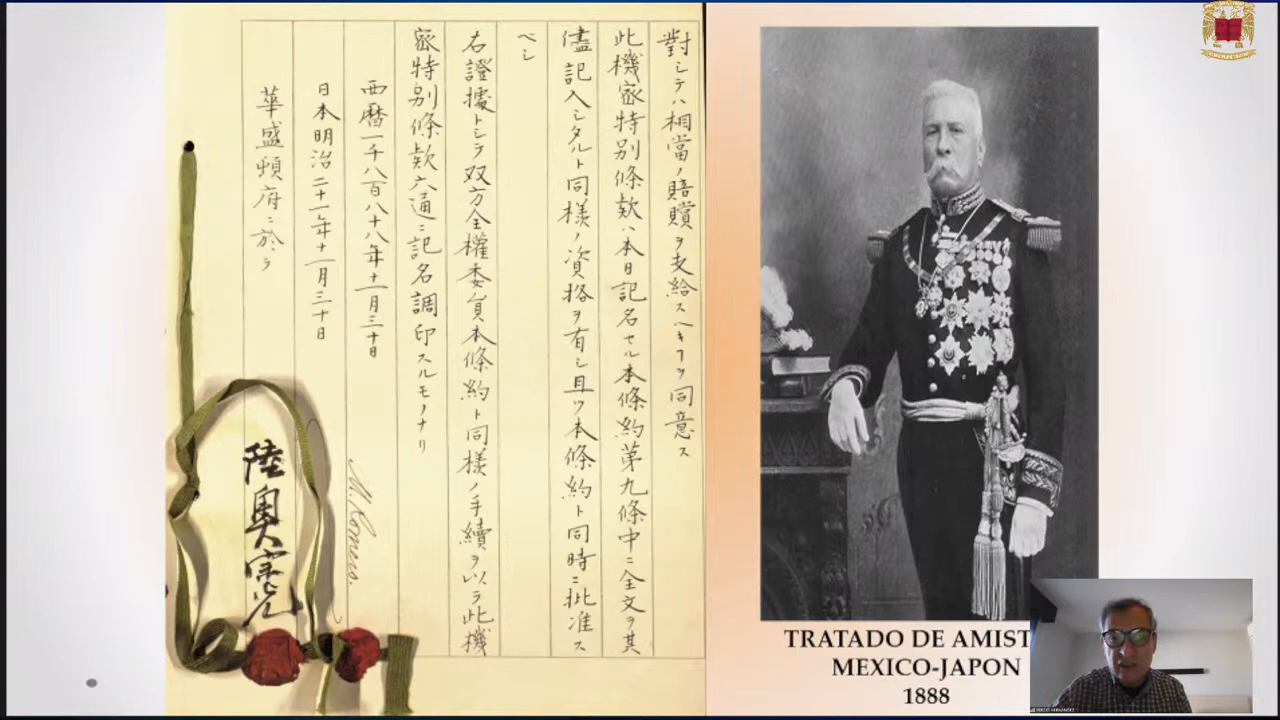 對シテハ相當ノ賠償ヲ支給スヘキヿヲ同意ス
此機密特別條款ハ本日記名セル本條約第九條中ニ全文ヲ其
儘記入シタルト同様ノ資格ヲ有シ且ツ本條約ト同時ニ批准ス
ベシ
右證據トシテ双方全權委員本條約ト同様ノ手續ヲ以テ此機
密特別條款六通ニ記名調印スルモノナリ
西曆一千八百八十八年十一月三十日
日本明治二十一年十一月三十日
華盛頓府ニ於テ
M. Romero.
陸奥宗光
TRATADO DE AMIST
MEXICO-JAPON
1888